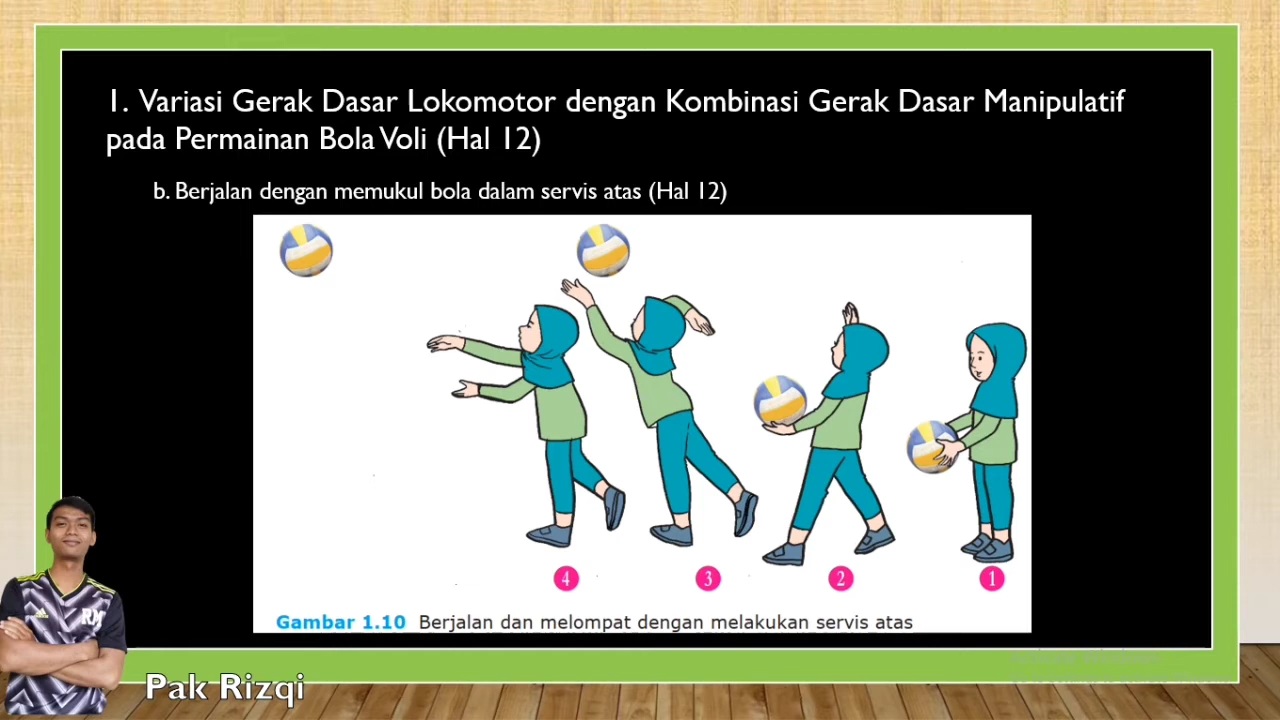 1. Variasi Gerak Dasar Lokomotor dengan Kombinasi Gerak Dasar Manipulatif
pada Permainan Bola Voli (Hal 12)
b. Berjalan dengan memukul bola dalam servis atas (Hal 12)
4 3 2 1
Gambar 1.10 Berjalan dan melompat dengan melakukan servis atas
RM
Pak Rizqi